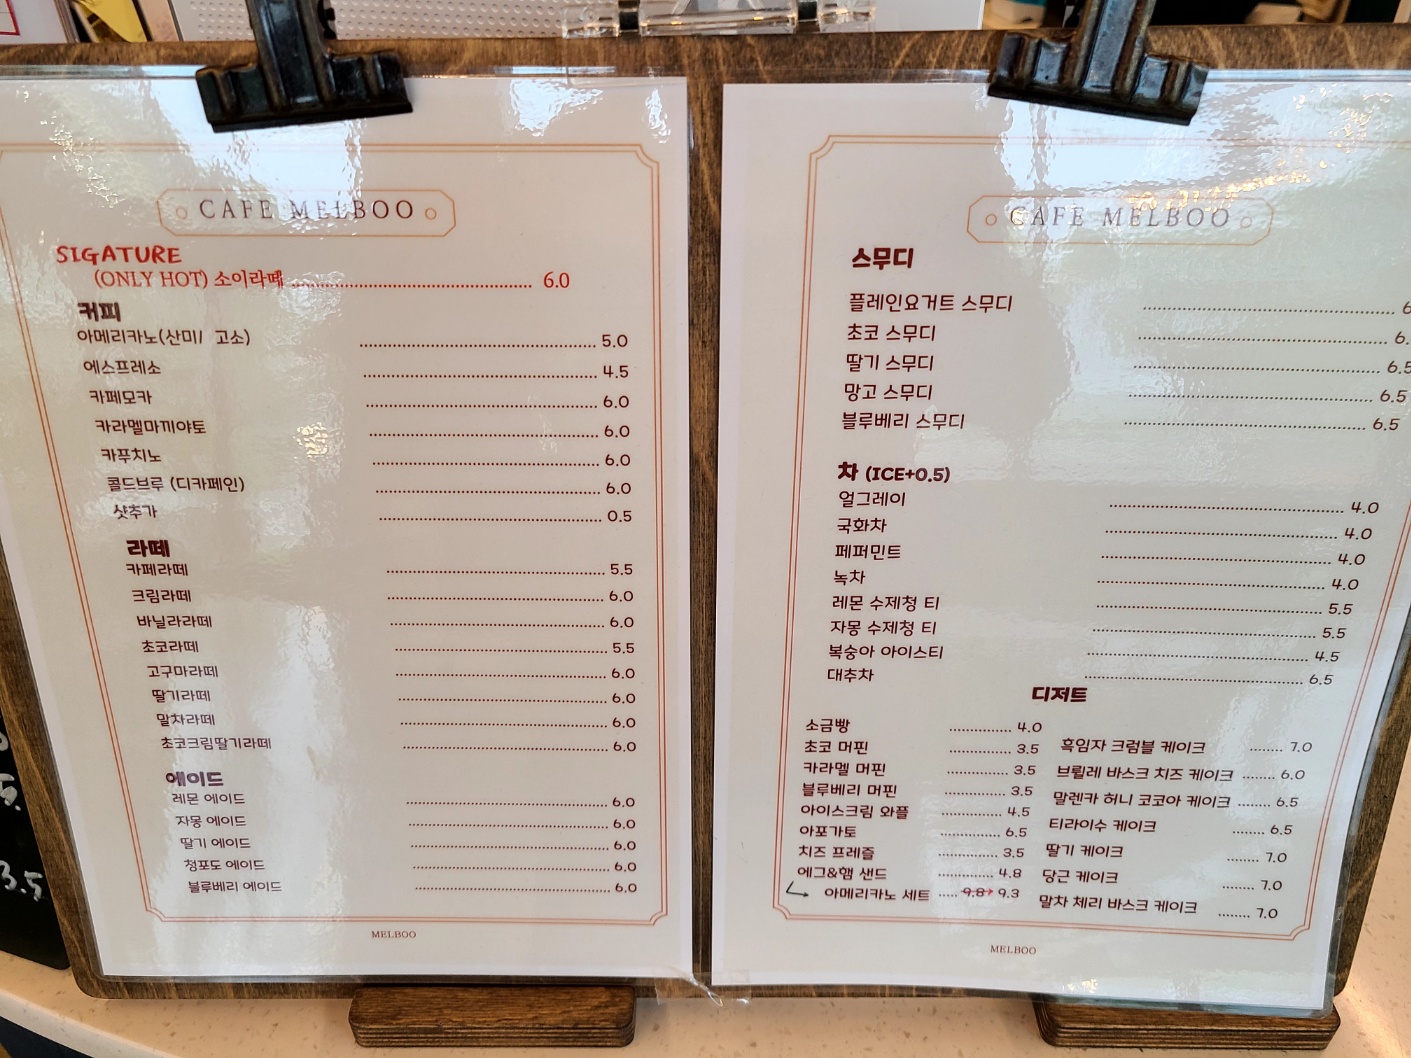 CAFE MELBOO
SIGATURE
(ONLY HOT) 소이라떼 6.0
커피
아메리카노(산미/ 고소) 5.0
에스프레소 4.5
카페모카 6.0
카라멜마끼야토 6.0
카푸치노 6.0
콜드브루 (디카페인) 6.0
샷추가 0.5
라떼
카페라떼 5.5
크림라떼 6.0
바닐라라떼 6.0
초코라떼 5.5
고구마라떼 6.0
딸기라떼 6.0
말차라떼 6.0
초코크림딸기라떼 6.0
에이드
레몬 에이드 6.0
자몽 에이드 6.0
딸기 에이드 6.0
청포도 에이드 6.0
블루베리 에이드 6.0
MELBOO
CAFE MELBOO
스무디
플레인요거트 스무디
초코 스무디
딸기 스무디 6.5
망고 스무디 6.5
블루베리 스무디 6.5
차 (ICE+0.5)
얼그레이 4.0
국화차 4.0
페퍼민트 4.0
녹차 4.0
레몬 수제청 티 5.5
자몽 수제청 티 5.5
복숭아 아이스티 4.5
대추차 6.5
디저트
소금빵 4.0
초코 머핀 3.5
카라멜 머핀 3.5
블루베리 머핀 3.5
아이스크림 와플 4.5
아포가토 6.5
치즈 프레즐 3.5
에그&햄 샌드 4.8
아메리카노 세트 9.8→ 9.3
흑임자 크럼블 케이크 7.0
브륄레 바스크 치즈 케이크 6.0
말렌카 허니 코코아 케이크 6.5
티라이수 케이크 6.5
딸기 케이크 7.0
당근 케이크 7.0
말차 체리 바스크 케이크 7.0
MELBOO
3.5